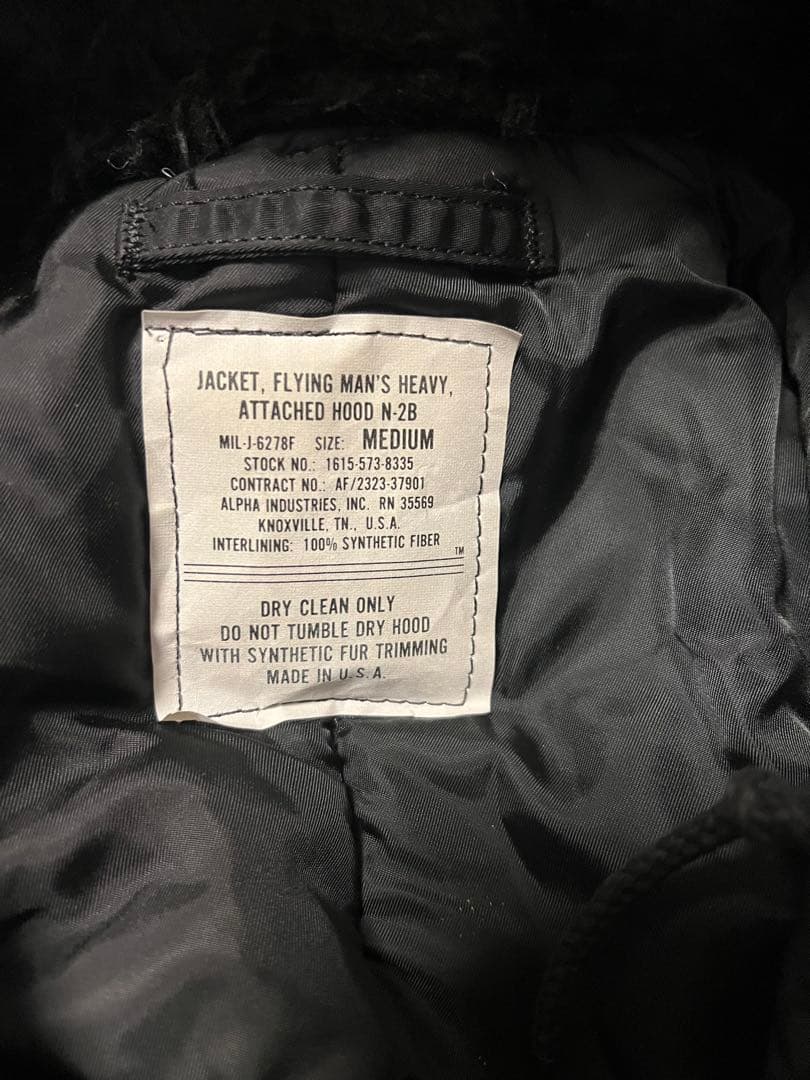 JACKET, FLYING MAN'S HEAVY,
ATTACHED HOOD N-2B
MIL-J-6278F SIZE: MEDIUM
STOCK NO.: 1615-573-8335
CONTRACT NO.: AF/2323-37901
ALPHA INDUSTRIES, INC. RN 35569
KNOXVILLE, TN., U.S.A.
INTERLINING: 100% SYNTHETIC FIBER
TM
DRY CLEAN ONLY
DO NOT TUMBLE DRY HOOD
WITH SYNTHETIC FUR TRIMMING
MADE IN U.S.A.